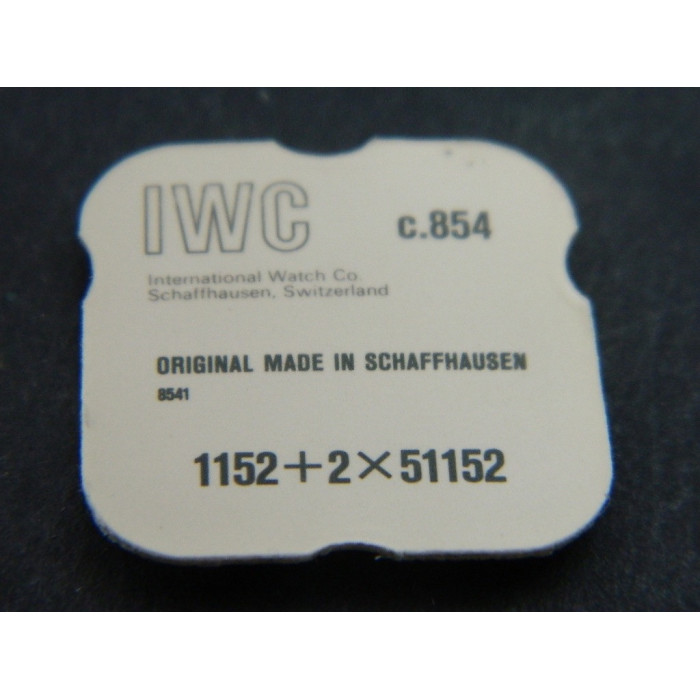 IWC c.854
International Watch Co.
Schaffhausen, Switzerland
ORIGINAL MADE IN SCHAFFHAUSEN
8541
1152+2×51152